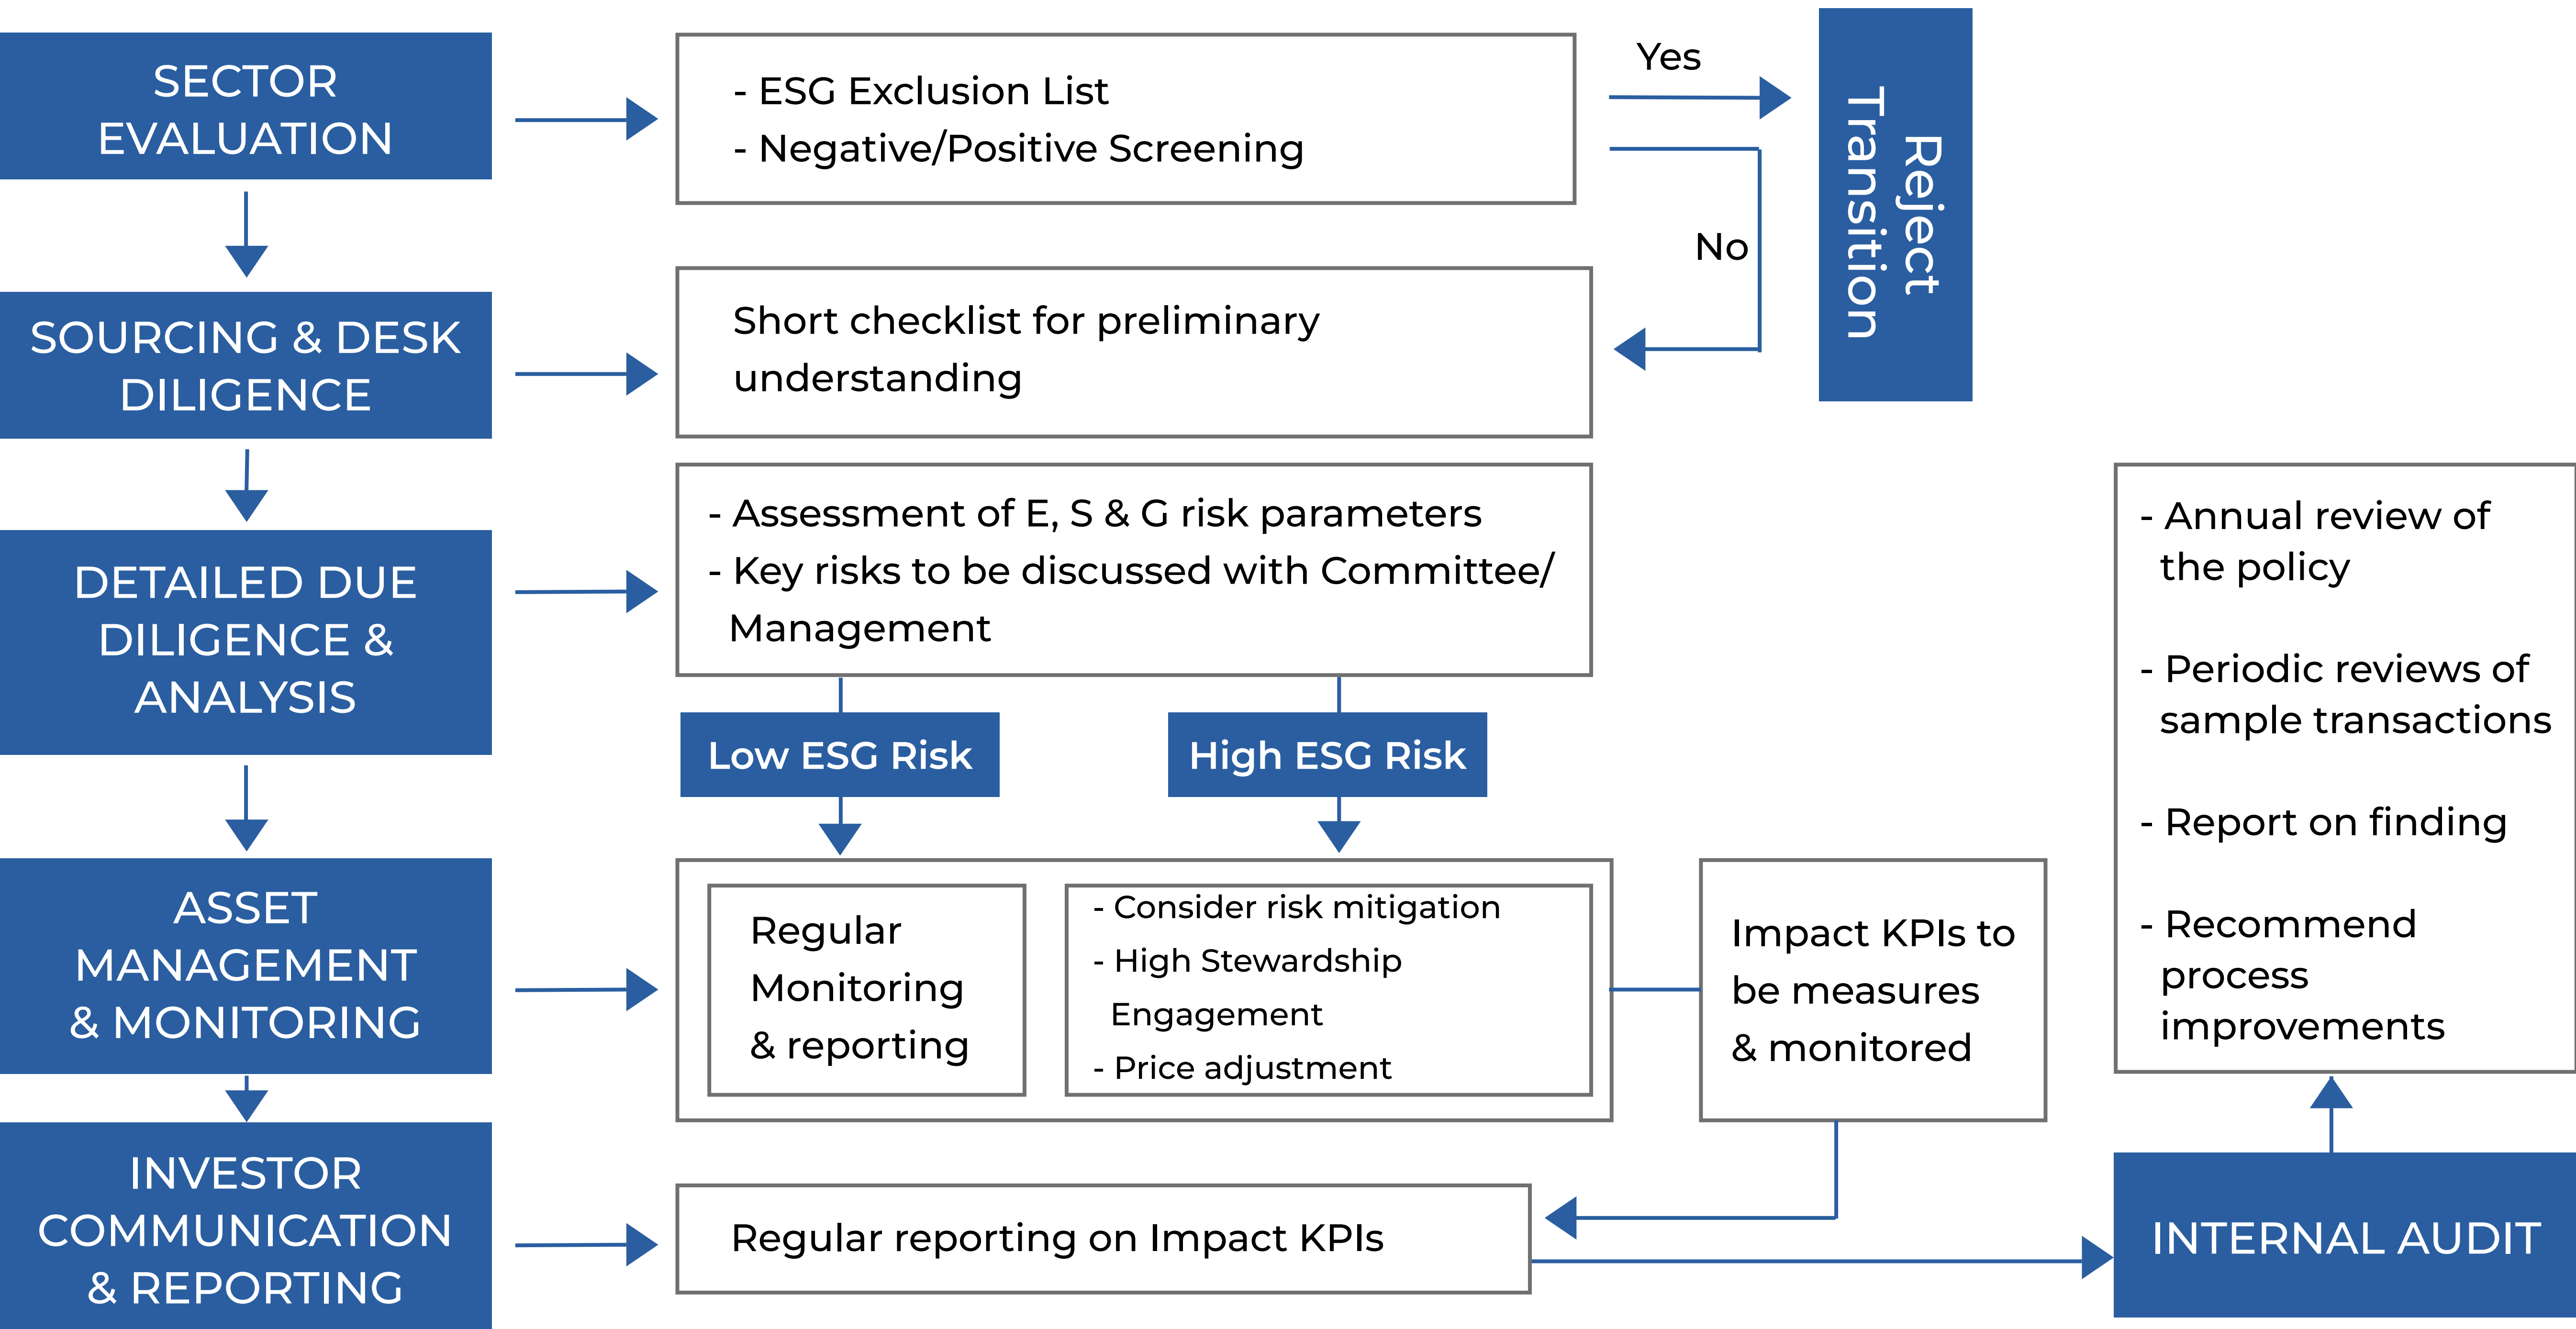 SECTOR
EVALUATION
- ESG Exclusion List
- Negative/Positive Screening
Yes
No
Reject
Transition
SOURCING & DESK
DILIGENCE
Short checklist for preliminary
understanding
DETAILED DUE
DILIGENCE &
ANALYSIS
- Assessment of E, S & G risk parameters
- Key risks to be discussed with Committee/
Management
Low ESG Risk
High ESG Risk
ASSET
MANAGEMENT
& MONITORING
Regular
Monitoring
& reporting
- Consider risk mitigation
- High Stewardship
Engagement
- Price adjustment
Impact KPIs to
be measures
& monitored
INVESTOR
COMMUNICATION
& REPORTING
Regular reporting on Impact KPIs
- Annual review of
the policy
- Periodic reviews of
sample transactions
- Report on finding
- Recommend
process
improvements
INTERNAL AUDIT